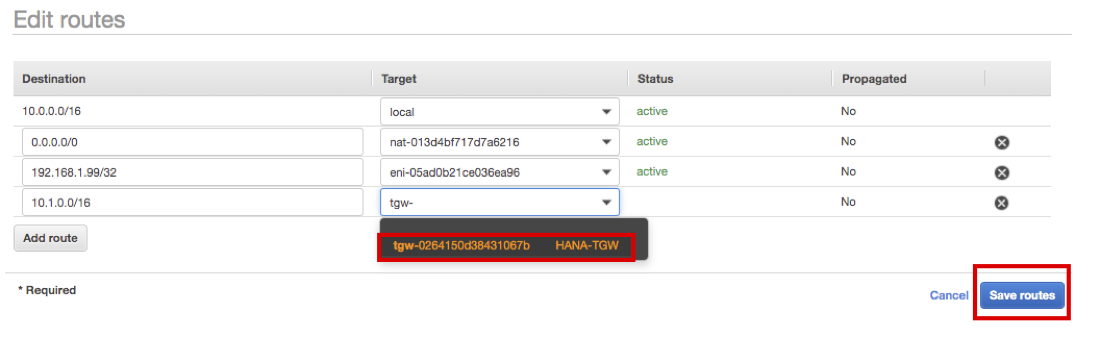 Edit routes
Destination Target Status Propagated
10.0.0.0/16 local active No
0.0.0.0/0 nat-013d4bf717d7a6216 active No
192.168.1.99/32 eni-05ad0b21ce036ea96 active No
10.1.0.0/16 tgw- No
Add route
tgw-0264150d38431067b HANA-TGW
* Required
Cancel Save routes